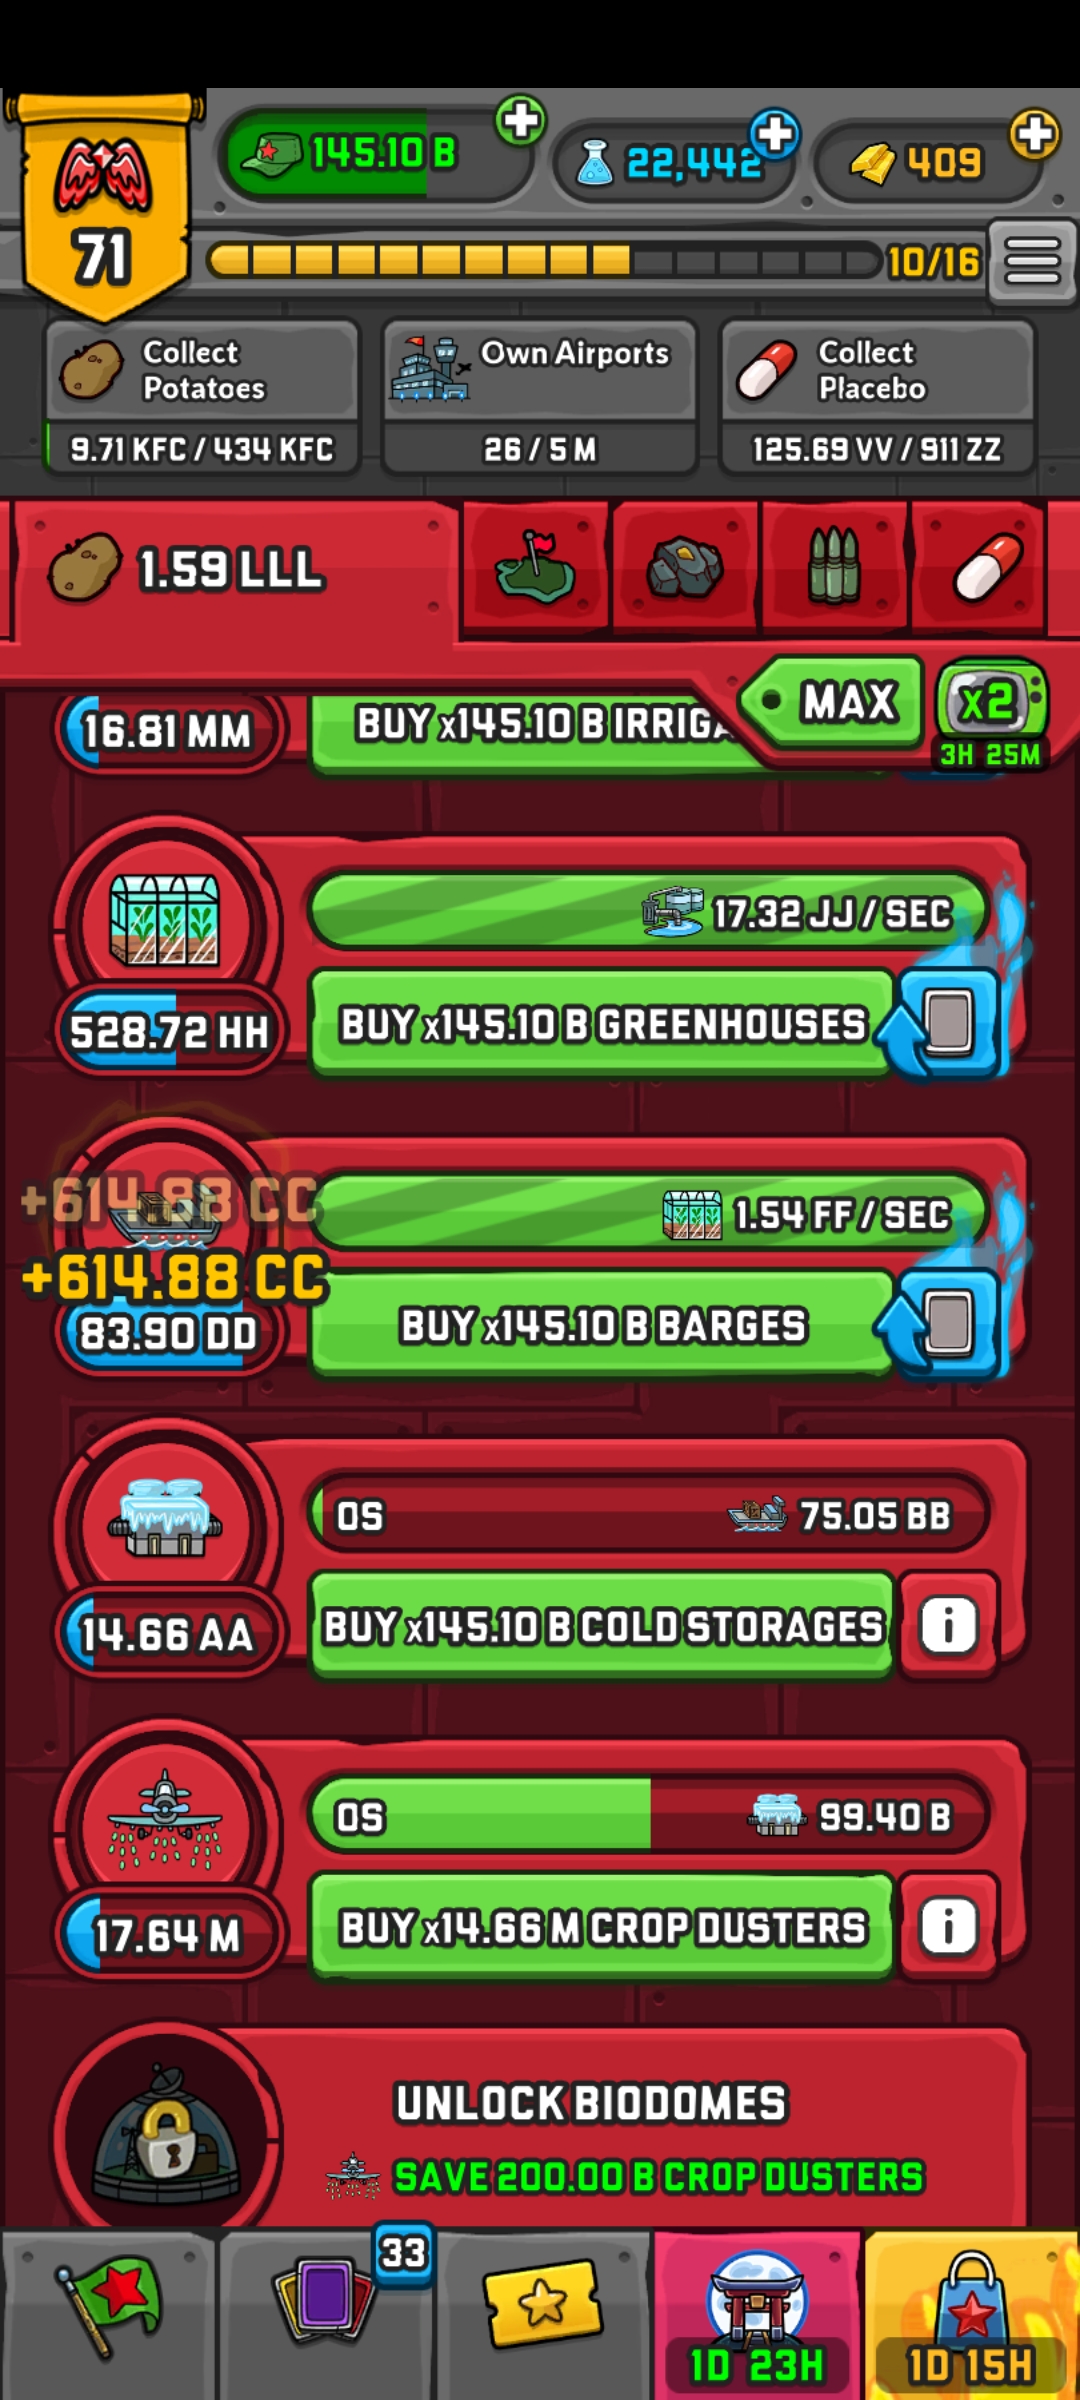 145.10 B
22,442
409
71
10/16
Collect
Potatoes
9.71 KFC / 434 KFC
Own Airports
26 / 5 M
Collect
Placebo
125.69 VV / 911 ZZ
1.59 LLL
MAX
x2
3H 25M
16.81 MM
BUY x145.10 B IRRIGA
17.32 JJ / SEC
528.72 HH
BUY x145.10 B GREENHOUSES
+614.88 CC
1.54 FF / SEC
+614.88 CC
83.90 DD
BUY x145.10 B BARGES
0S
75.05 BB
14.66 AA
BUY x145.10 B COLD STORAGES
i
0S
99.40 B
17.64 M
BUY x14.66 M CROP DUSTERS
i
UNLOCK BIODOMES
SAVE 200.00 B CROP DUSTERS
33
1D 23H
1D 15H